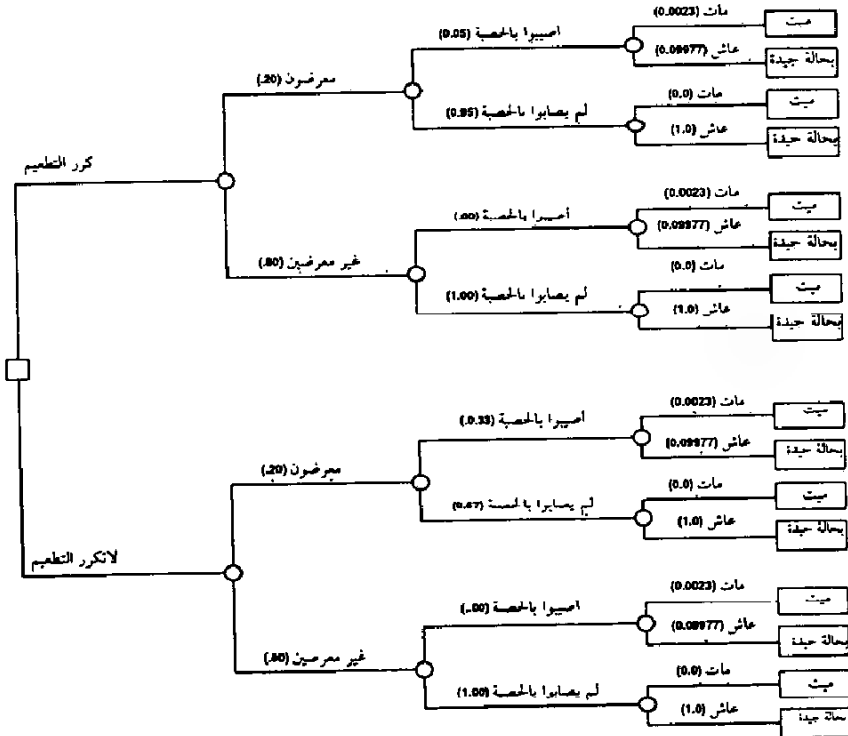 مات (0.0023)
ميت
أصيبوا بالحصبة (0.05)
عاش (0.09977)
بحالة جيدة
معرضون (20.)
مات (0.0)
ميت
لم يصابوا بالحصبة (0.95)
عاش (1.0)
بحالة جيدة
كرر التطعيم
مات (0.0023)
ميت
أصيبوا بالحصبة (00.)
عاش (0.09977)
بحالة جيدة
غير معرضين (80.)
مات (0.0)
ميت
لم يصابوا بالحصبة (1.00)
عاش (1.0)
بحالة جيدة
مات (0.0023)
ميت
أصيبوا بالحصبة (0.33.)
عاش (0.09977)
بحالة جيدة
معرضون (20.)
مات (0.0)
ميت
لم يصابوا بالحصبة (0.67)
عاش (1.0)
بحالة جيدة
لاتكرر التطعيم
مات (0.0023)
ميت
أصيبوا بالحصبة (00.)
عاش (0.09977)
بحالة جيدة
غير معرضين (80.)
مات (0.0)
ميت
لم يصابوا بالحصبة (1.00)
عاش (1.0)
بحالة جيدة